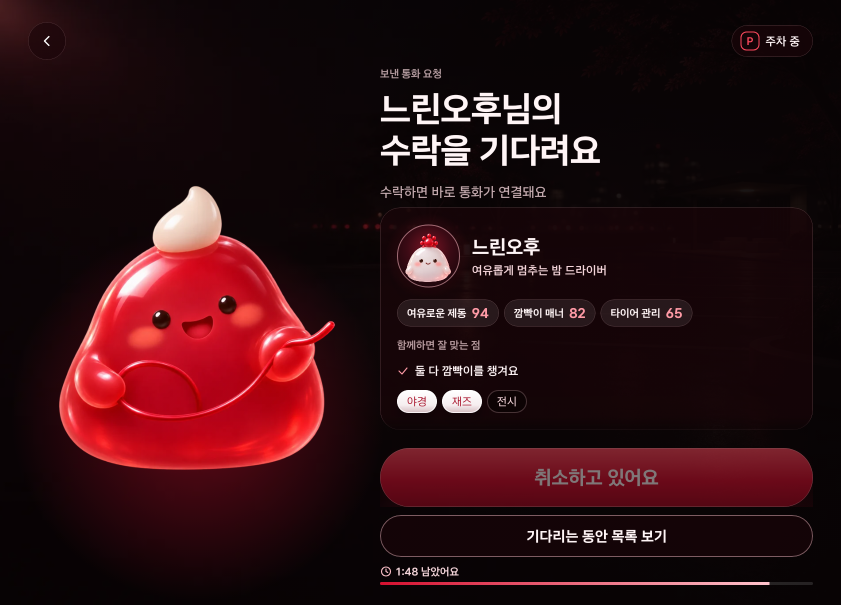 P 주차 중
보낸 통화 요청
느린오후님의
수락을 기다려요
수락하면 바로 통화가 연결돼요
느린오후
여유롭게 멈추는 밤 드라이버
여유로운 제동 94 깜빡이 매너 82 타이어 관리 65
함께하면 잘 맞는 점
둘 다 깜빡이를 챙겨요
야경 재즈 전시
취소하고 있어요
기다리는 동안 목록 보기
1:48 남았어요